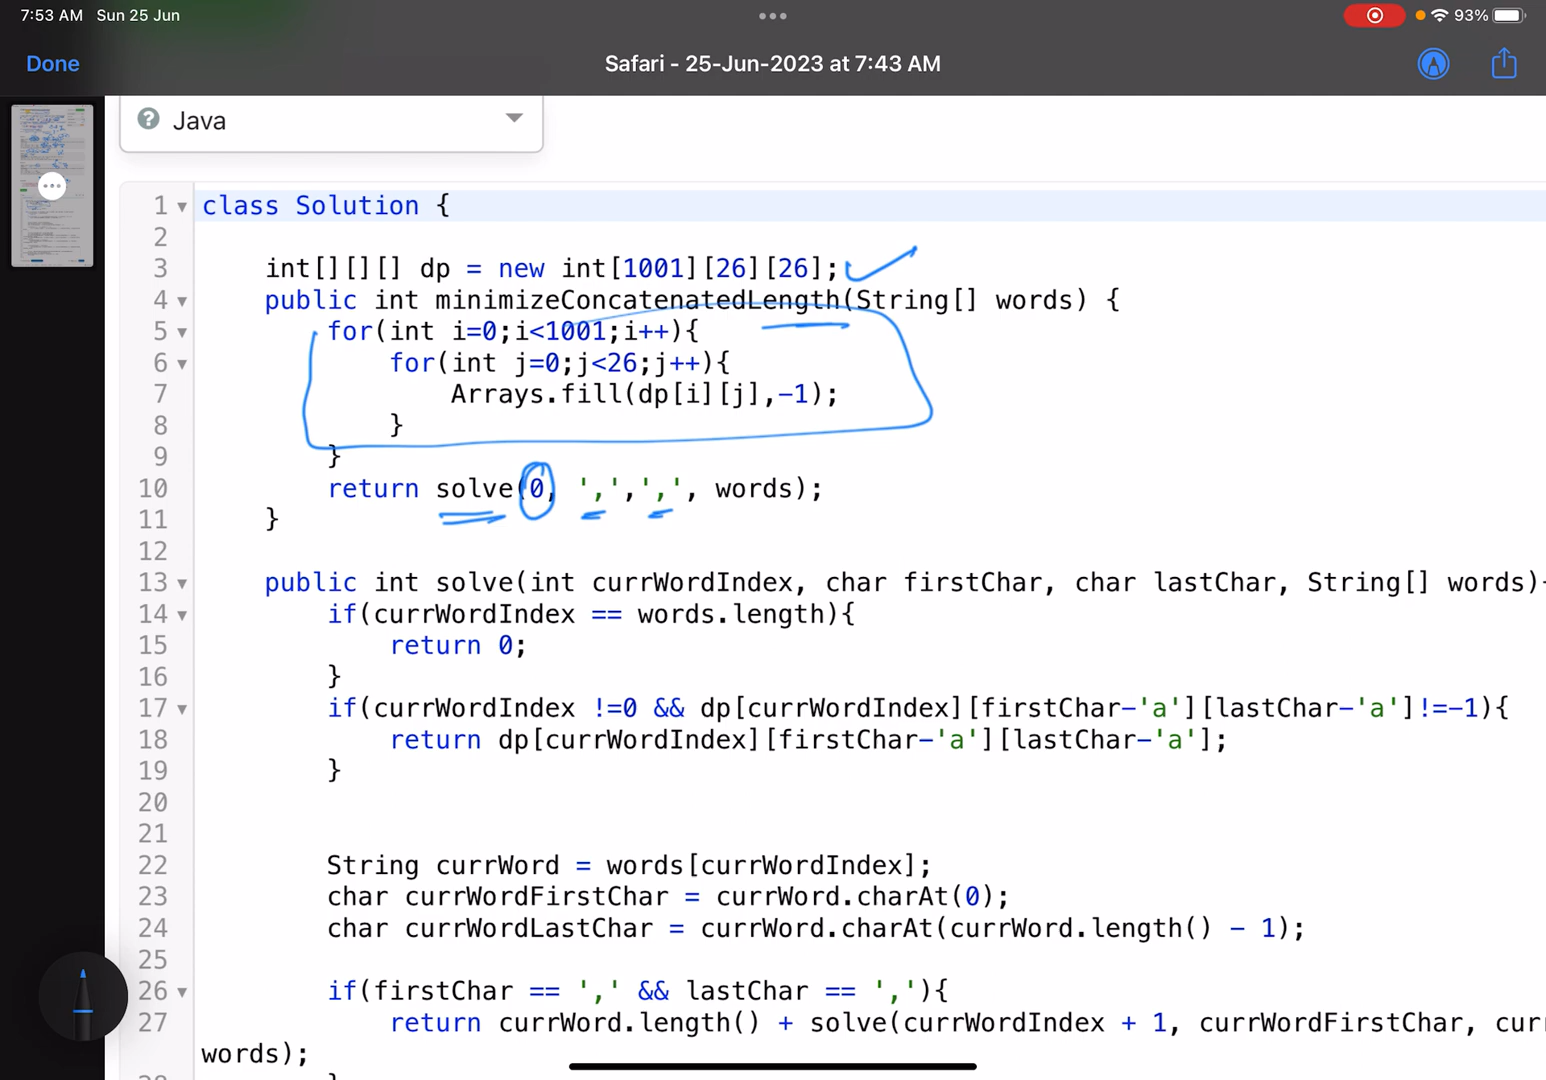 7:53 AM Sun 25 Jun
93%
Done
Safari - 25-Jun-2023 at 7:43 AM
Java
1 class Solution {
2
3 int[][][] dp = new int[1001][26][26];
4 public int minimizeConcatenatedLength(String[] words) {
5 for(int i=0;i<1001;i++){
6 for(int j=0;j<26;j++){
7 Arrays.fill(dp[i][j],-1);
8 }
9 }
10 return solve(0, ',',',', words);
11 }
12
13 public int solve(int currWordIndex, char firstChar, char lastChar, String[] words)
14 if(currWordIndex == words.length){
15 return 0;
16 }
17 if(currWordIndex !=0 && dp[currWordIndex][firstChar-'a'][lastChar-'a']!=-1){
18 return dp[currWordIndex][firstChar-'a'][lastChar-'a'];
19 }
20
21
22 String currWord = words[currWordIndex];
23 char currWordFirstChar = currWord.charAt(0);
24 char currWordLastChar = currWord.charAt(currWord.length() - 1);
25
26 if(firstChar == ',' && lastChar == ','){
27 return currWord.length() + solve(currWordIndex + 1, currWordFirstChar, cur
words);